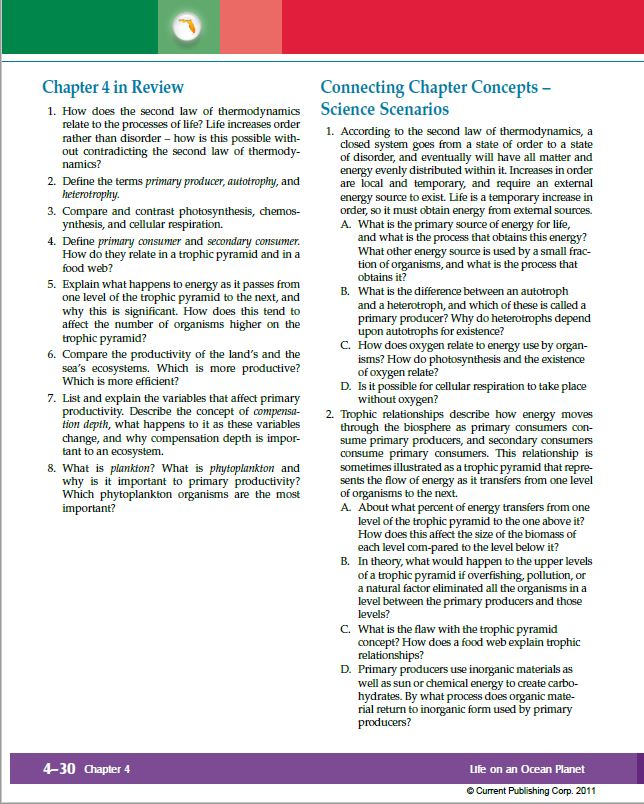 Chapter 4 in Review
1. How does the second law of thermodynamics
relate to the processes of life? Life increases order
rather than disorder – how is this possible with-
out contradicting the second law of thermody-
namics?
2. Define the terms primary producer, autotrophy, and
heterotrophy.
3. Compare and contrast photosynthesis, chemos-
ynthesis, and cellular respiration.
4. Define primary consumer and secondary consumer.
How do they relate in a trophic pyramid and in a
food web?
5. Explain what happens to energy as it passes from
one level of the trophic pyramid to the next, and
why this is significant. How does this tend to
affect the number of organisms higher on the
trophic pyramid?
6. Compare the productivity of the land's and the
sea's ecosystems. Which is more productive?
Which is more efficient?
7. List and explain the variables that affect primary
productivity. Describe the concept of compensa-
tion depth, what happens to it as these variables
change, and why compensation depth is impor-
tant to an ecosystem.
8. What is plankton? What is phytoplankton and
why is it important to primary productivity?
Which phytoplankton organisms are the most
important?
Connecting Chapter Concepts –
Science Scenarios
1. According to the second law of thermodynamics, a
closed system goes from a state of order to a state
of disorder, and eventually will have all matter and
energy evenly distributed within it. Increases in order
are local and temporary, and require an external
energy source to exist. Life is a temporary increase in
order, so it must obtain energy from external sources.
A. What is the primary source of energy for life,
and what is the process that obtains this energy?
What other energy source is used by a small frac-
tion of organisms, and what is the process that
obtains it?
B. What is the difference between an autotroph
and a heterotroph, and which of these is called a
primary producer? Why do heterotrophs depend
upon autotrophs for existence?
C. How does oxygen relate to energy use by organ-
isms? How do photosynthesis and the existence
of oxygen relate?
D. Is it possible for cellular respiration to take place
without oxygen?
2. Trophic relationships describe how energy moves
through the biosphere as primary consumers con-
sume primary producers, and secondary consumers
consume primary consumers. This relationship is
sometimes illustrated as a trophic pyramid that repre-
sents the flow of energy as it transfers from one level
of organisms to the next.
A. About what percent of energy transfers from one
level of the trophic pyramid to the one above it?
How does this affect the size of the biomass of
each level com-pared to the level below it?
B. In theory, what would happen to the upper levels
of a trophic pyramid if overfishing, pollution, or
a natural factor eliminated all the organisms in a
level between the primary producers and those
levels?
C. What is the flaw with the trophic pyramid
concept? How does a food web explain trophic
relationships?
D. Primary producers use inorganic materials as
well as sun or chemical energy to create carbo-
hydrates. By what process does organic mate-
rial return to inorganic form used by primary
producers?
4–30 Chapter 4
Life on an Ocean Planet
© Current Publishing Corp. 2011